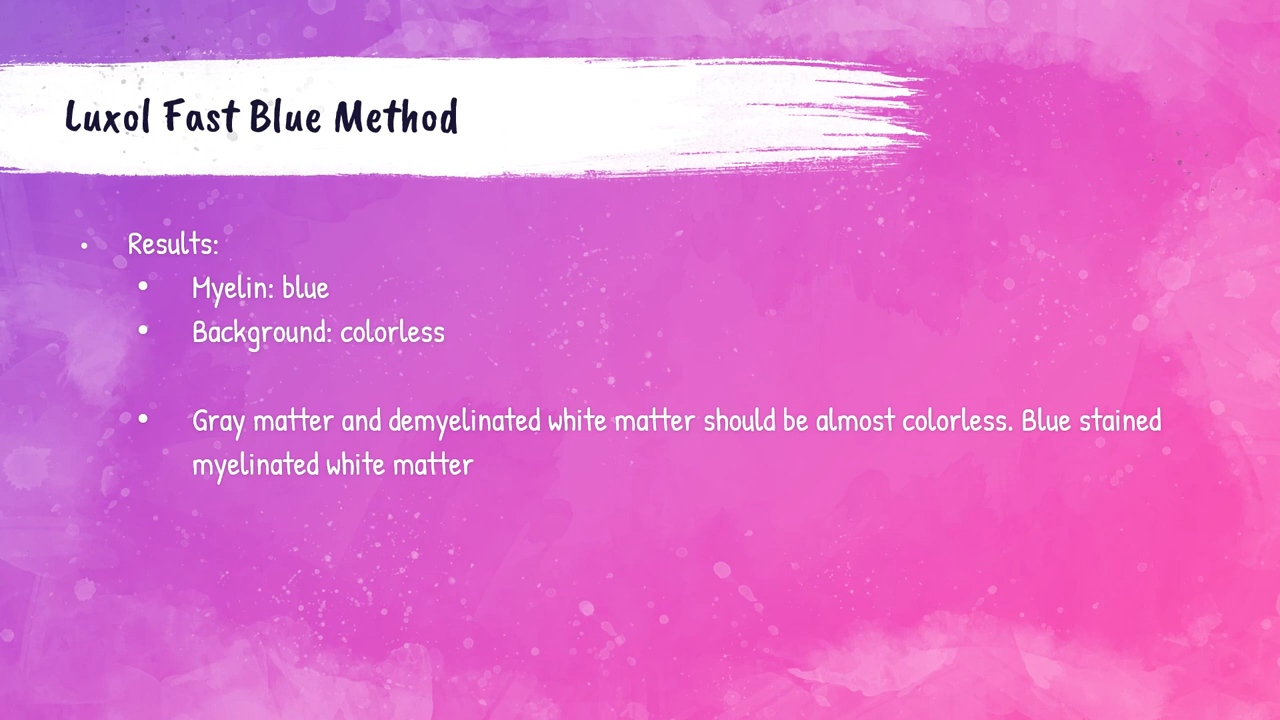 Luxol Fast Blue Method
• Results:
• Myelin: blue
• Background: colorless
• Gray matter and demyelinated white matter should be almost colorless. Blue stained
myelinated white matter